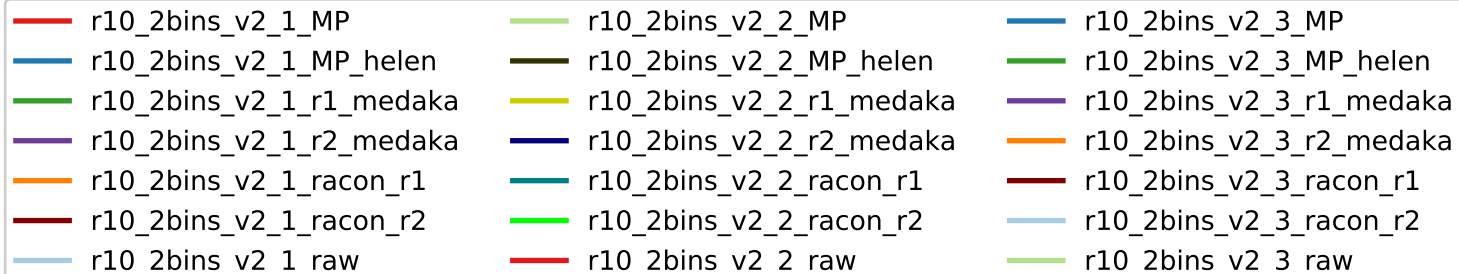 r10_2bins_v2_1_MP r10_2bins_v2_2_MP r10_2bins_v2_3_MP
r10_2bins_v2_1_MP_helen r10_2bins_v2_2_MP_helen r10_2bins_v2_3_MP_helen
r10_2bins_v2_1_r1_medaka r10_2bins_v2_2_r1_medaka r10_2bins_v2_3_r1_medaka
r10_2bins_v2_1_r2_medaka r10_2bins_v2_2_r2_medaka r10_2bins_v2_3_r2_medaka
r10_2bins_v2_1_racon_r1 r10_2bins_v2_2_racon_r1 r10_2bins_v2_3_racon_r1
r10_2bins_v2_1_racon_r2 r10_2bins_v2_2_racon_r2 r10_2bins_v2_3_racon_r2
r10_2bins_v2_1_raw r10_2bins_v2_2_raw r10_2bins_v2_3_raw